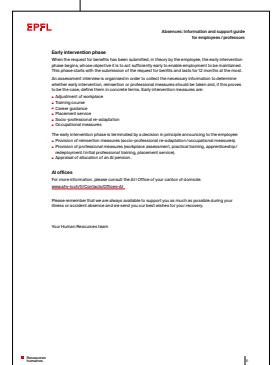 EPFL
Absences: Information and support guide
for employees / professors
Early intervention phase
When the request for benefits has been submitted, in theory by the employee, the early intervention
phase begins, whose objective it is to act sufficiently early to enable employment to be maintained.
This phase starts with the submission of the request for benfits and lasts for 12 months at the most.
An assessment interview is organised in order to collect the necessary information to determine
whether early intervention, reinsertion or professional measures should be taken and, if this proves
to be the case, define them in concrete terms. Early intervention measures are:
Adjustment of workplace
Training course
Career guidance
Placement service
Socio-professional re-adaptation
Occupational measures
The early intervention phase is terminated by a decision in principle announcing to the employee:
Provision of reinsertion measures (socio-professional re-adaptation / occupational measures).
Provision of professional measures (workplace assessment, practical training, apprenticeship /
redeployment / initial professional training, placement service).
Appraisal of allocation of an AI pension.
AI offices
For more information, please consult the AI Office of your canton of domicile:
www.ahv-iv.ch/fr/Contacts/Offices-AI
Please remember that we are always available to support you as much as possible during your
illness or accident absence and we send you our best wishes for your recovery.
Your Human Resources team
Ressources
humaines